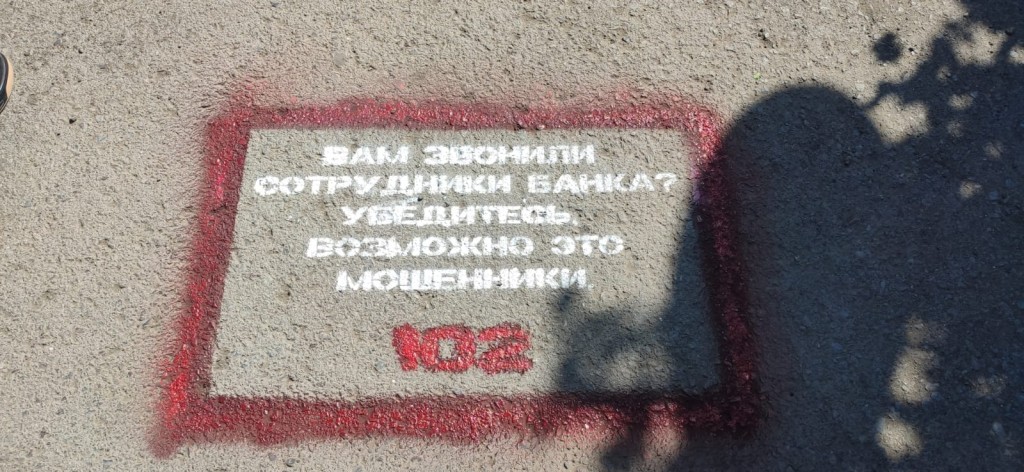 ВАМ ЗВОНИЛИ
СОТРУДНИКИ БАНКА?
УБЕДИТЕСЬ,
ВОЗМОЖНО ЭТО
МОШЕННИКИ.
102